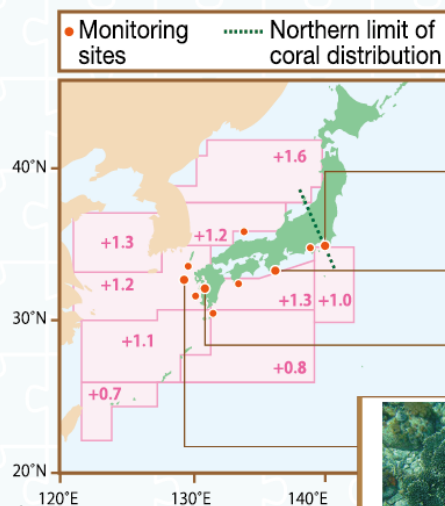 Monitoring
sites
Northern limit of
coral distribution
40°N
+1.6
+1.3
+1.2
+1.2
30°N
+1.3
+1.0
+1.1
+0.8
+0.7
20°N
120°E
130°E
140°E